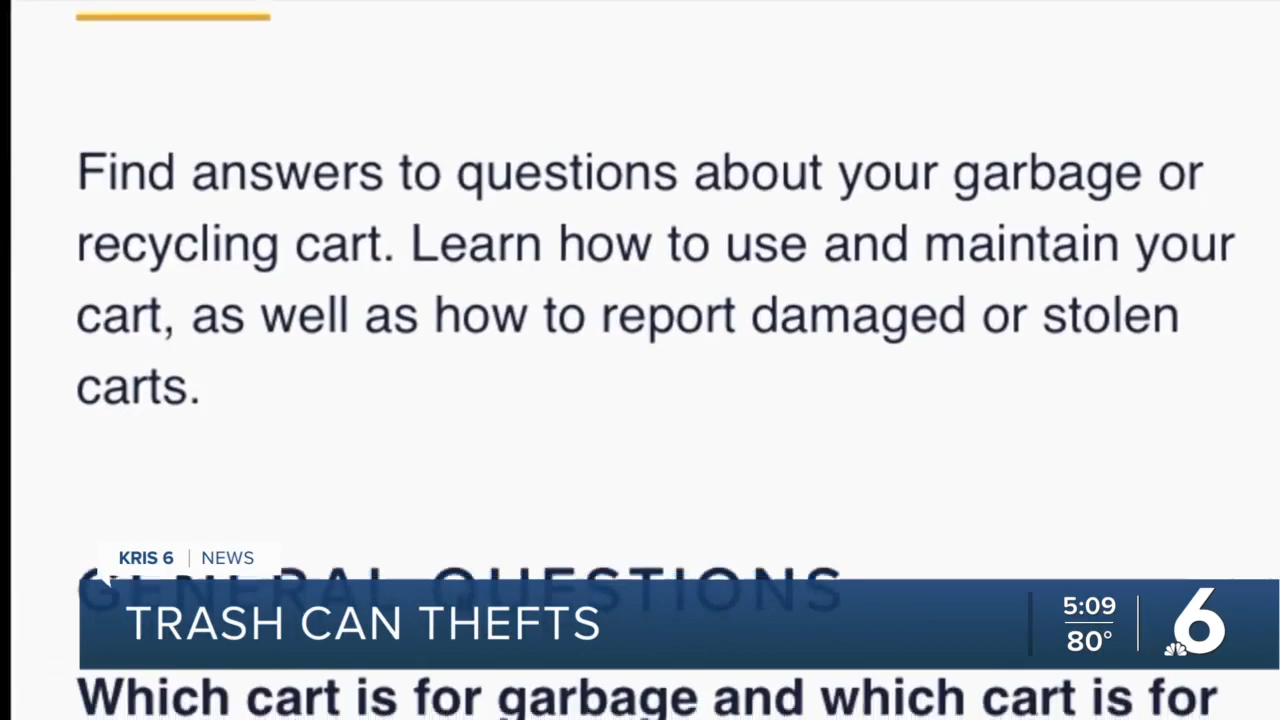 Find answers to questions about your garbage or
recycling cart. Learn how to use and maintain your
cart, as well as how to report damaged or stolen
carts.
KRIS 6 | NEWS
GENERAL QUESTIONS
TRASH CAN THEFTS
5:09
80°
6
Which cart is for garbage and which cart is for